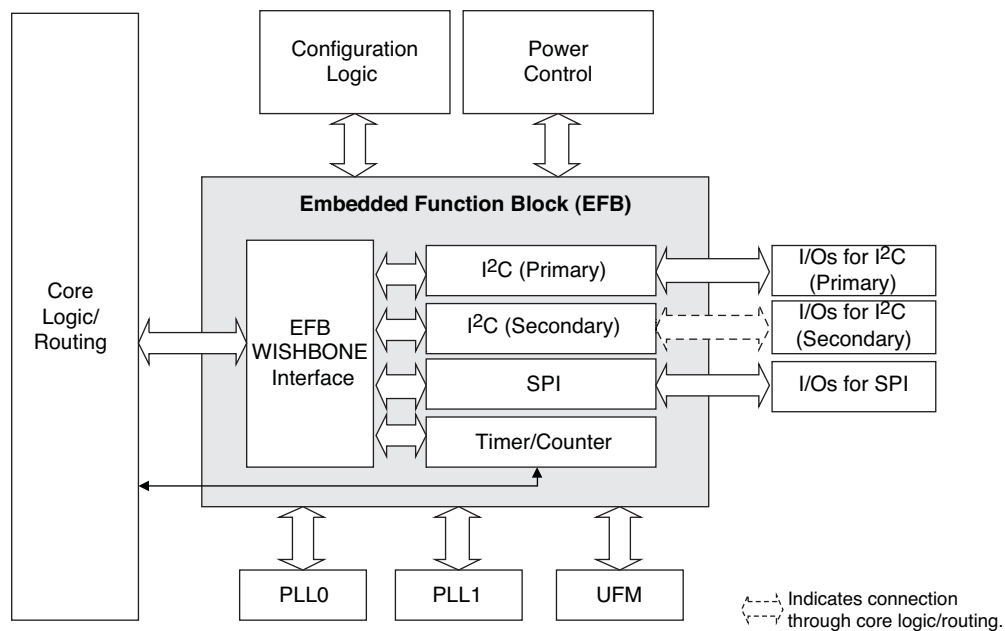 Configuration
Logic
Power
Control
Embedded Function Block (EFB)
Core
Logic/
Routing
EFB
WISHBONE
Interface
I²C (Primary)
I²C (Secondary)
SPI
Timer/Counter
I/Os for I²C
(Primary)
I/Os for I²C
(Secondary)
I/Os for SPI
PLL0
PLL1
UFM
Indicates connection
through core logic/routing.